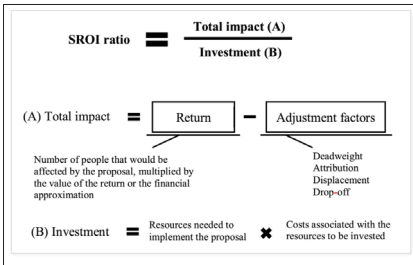 SROI ratio = Total impact (A)
Investment (B)
(A) Total impact = Return - Adjustment factors
Number of people that would be
affected by the proposal, multiplied by
the value of the return or the financial
approximation
Deadweight
Attribution
Displacement
Drop-off
(B) Investment = Resources needed to
implement the proposal
✖ Costs associated with the
resources to be invested